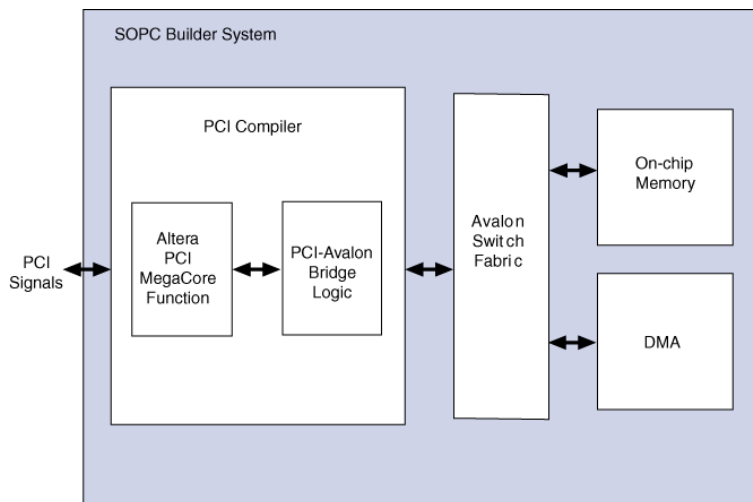 SOPC Builder System
PCI Compiler
Altera
PCI
MegaCore
Function
PCI-Avalon
Bridge
Logic
PCI
Signals
Avalon
Switch
Fabric
On-chip
Memory
DMA